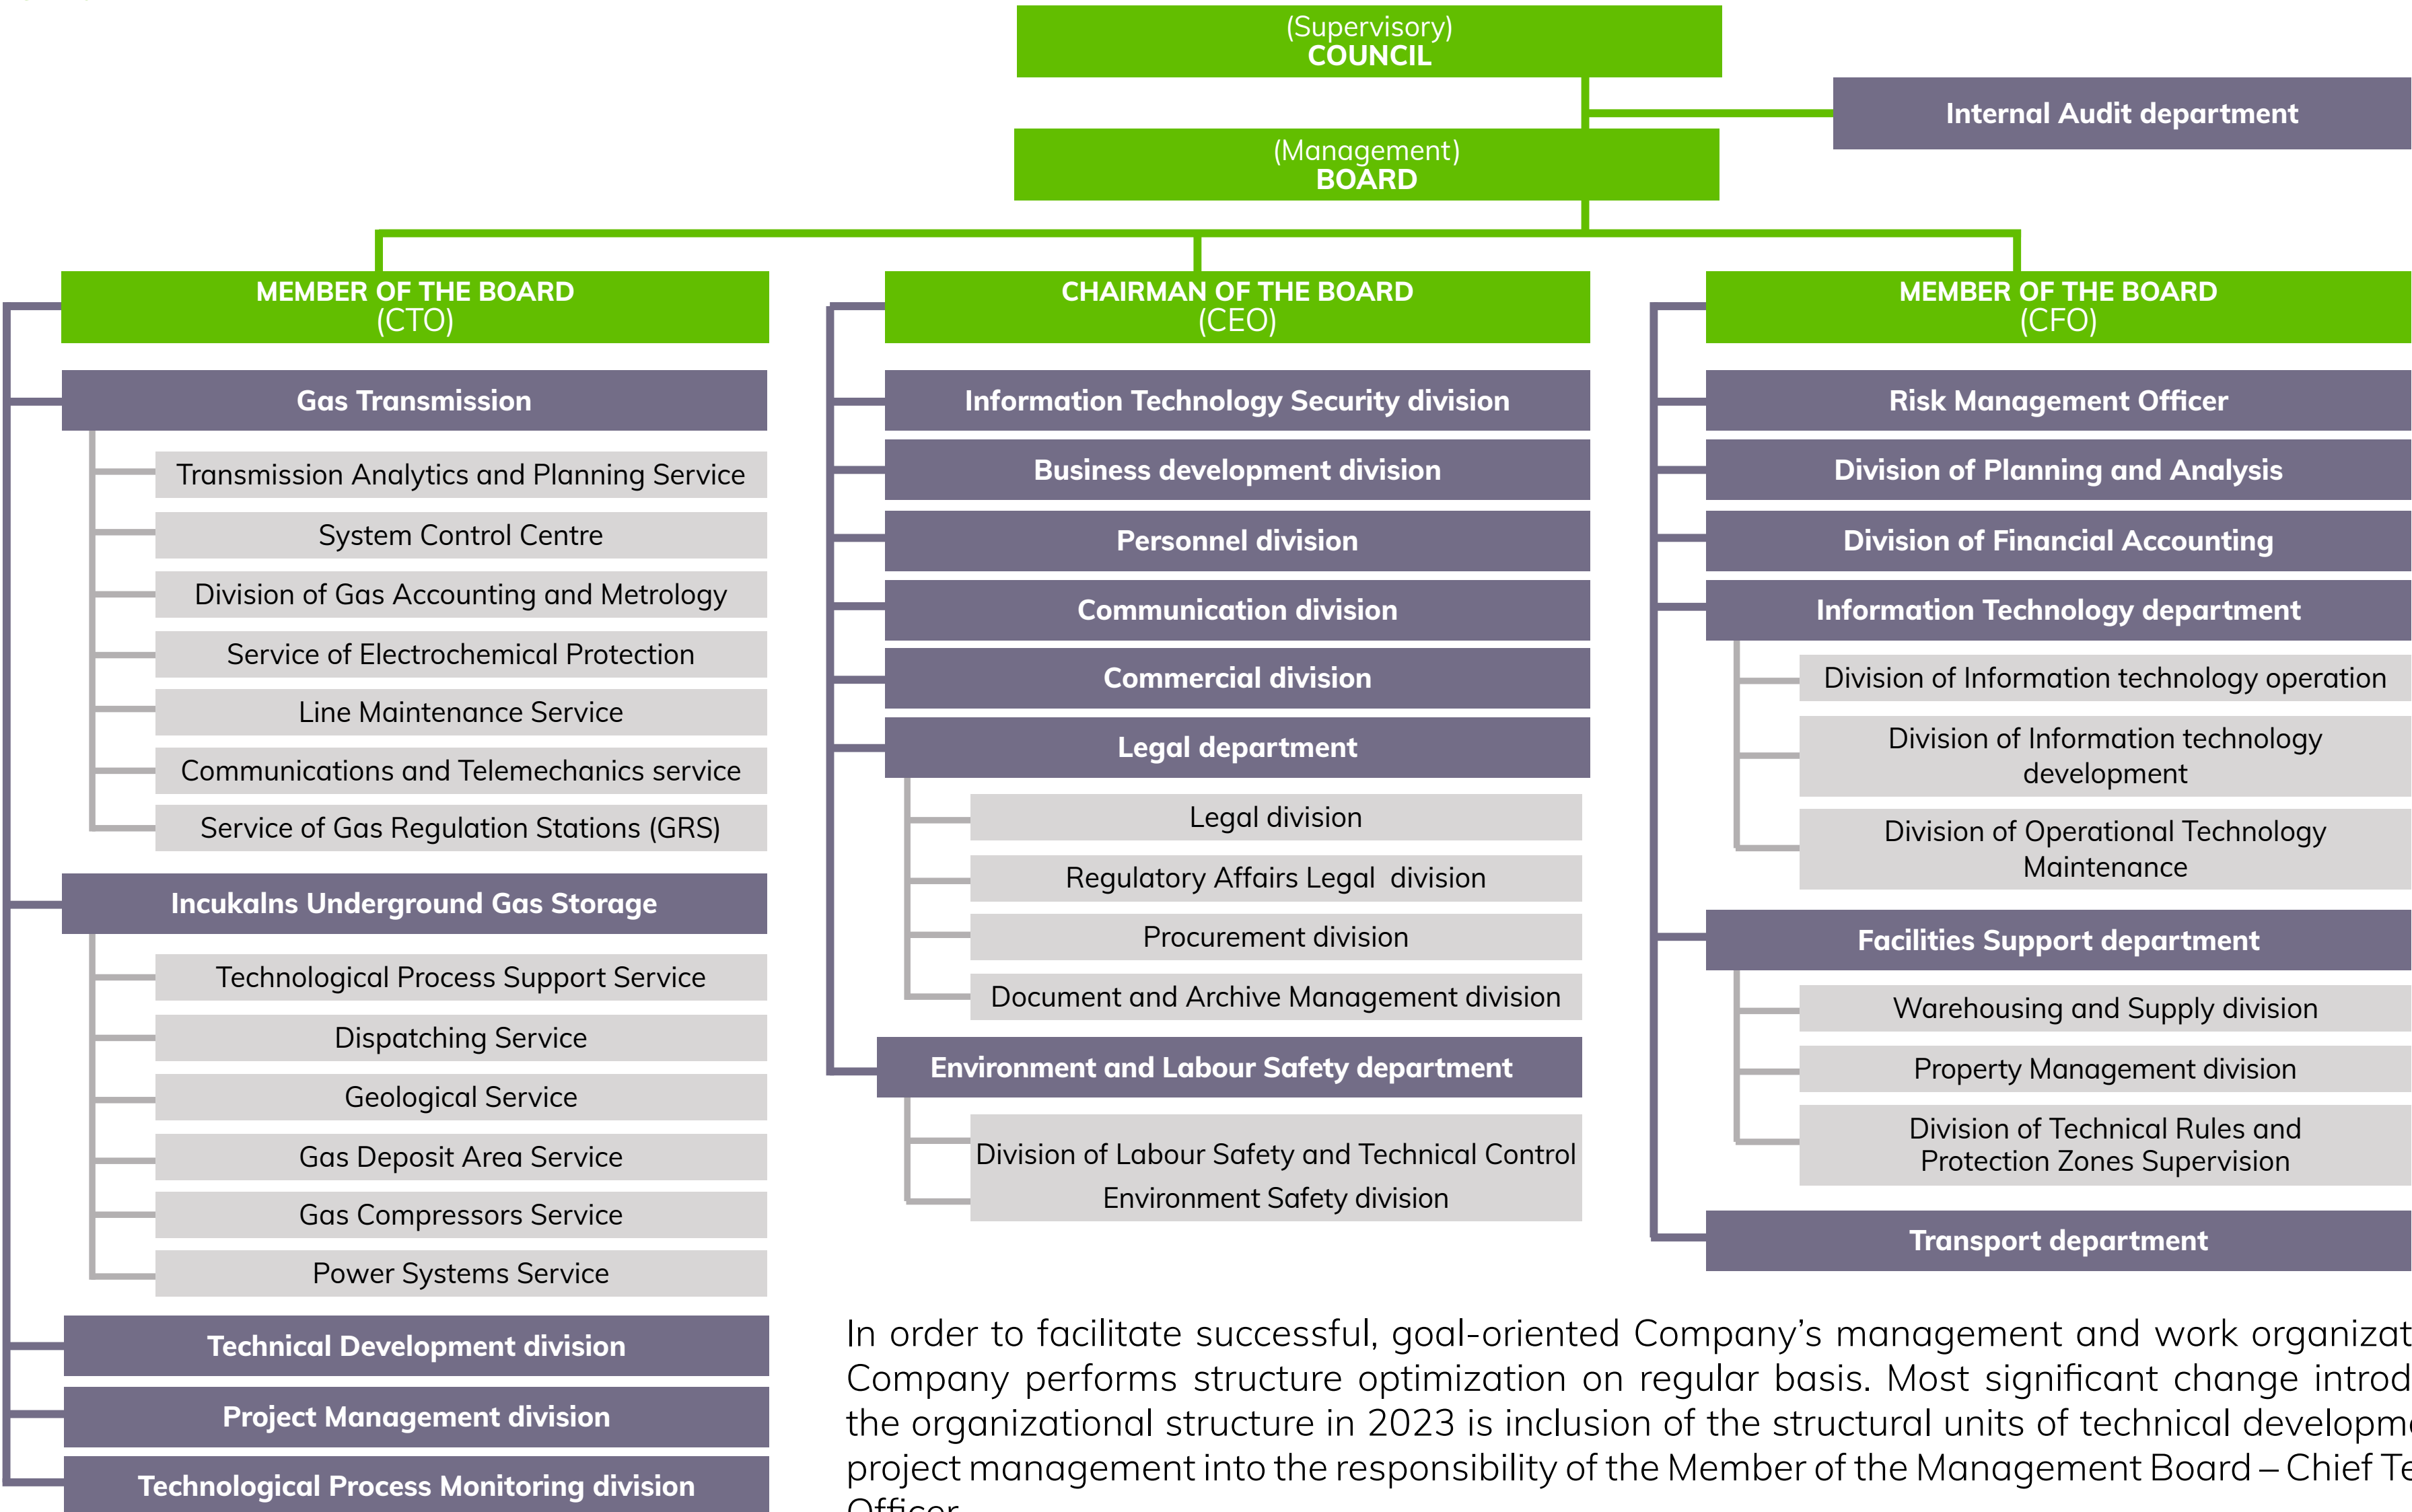 (Supervisory)
COUNCIL
Internal Audit department
(Management)
BOARD
MEMBER OF THE BOARD
(CTO)
Gas Transmission
Transmission Analytics and Planning Service
System Control Centre
Division of Gas Accounting and Metrology
Service of Electrochemical Protection
Line Maintenance Service
Communications and Telemechanics service
Service of Gas Regulation Stations (GRS)
Incukalns Underground Gas Storage
Technological Process Support Service
Dispatching Service
Geological Service
Gas Deposit Area Service
Gas Compressors Service
Power Systems Service
Technical Development division
Project Management division
Technological Process Monitoring division
CHAIRMAN OF THE BOARD
(CEO)
Information Technology Security division
Business development division
Personnel division
Communication division
Commercial division
Legal department
Legal division
Regulatory Affairs Legal division
Procurement division
Document and Archive Management division
Environment and Labour Safety department
Division of Labour Safety and Technical Control
Environment Safety division
MEMBER OF THE BOARD
(CFO)
Risk Management Officer
Division of Planning and Analysis
Division of Financial Accounting
Information Technology department
Division of Information technology operation
Division of Information technology
development
Division of Operational Technology
Maintenance
Facilities Support department
Warehousing and Supply division
Property Management division
Division of Technical Rules and
Protection Zones Supervision
Transport department
In order to facilitate successful, goal-oriented Company's management and work organizat
Company performs structure optimization on regular basis. Most significant change introd
the organizational structure in 2023 is inclusion of the structural units of technical developm
project management into the responsibility of the Member of the Management Board – Chief Te
Officer